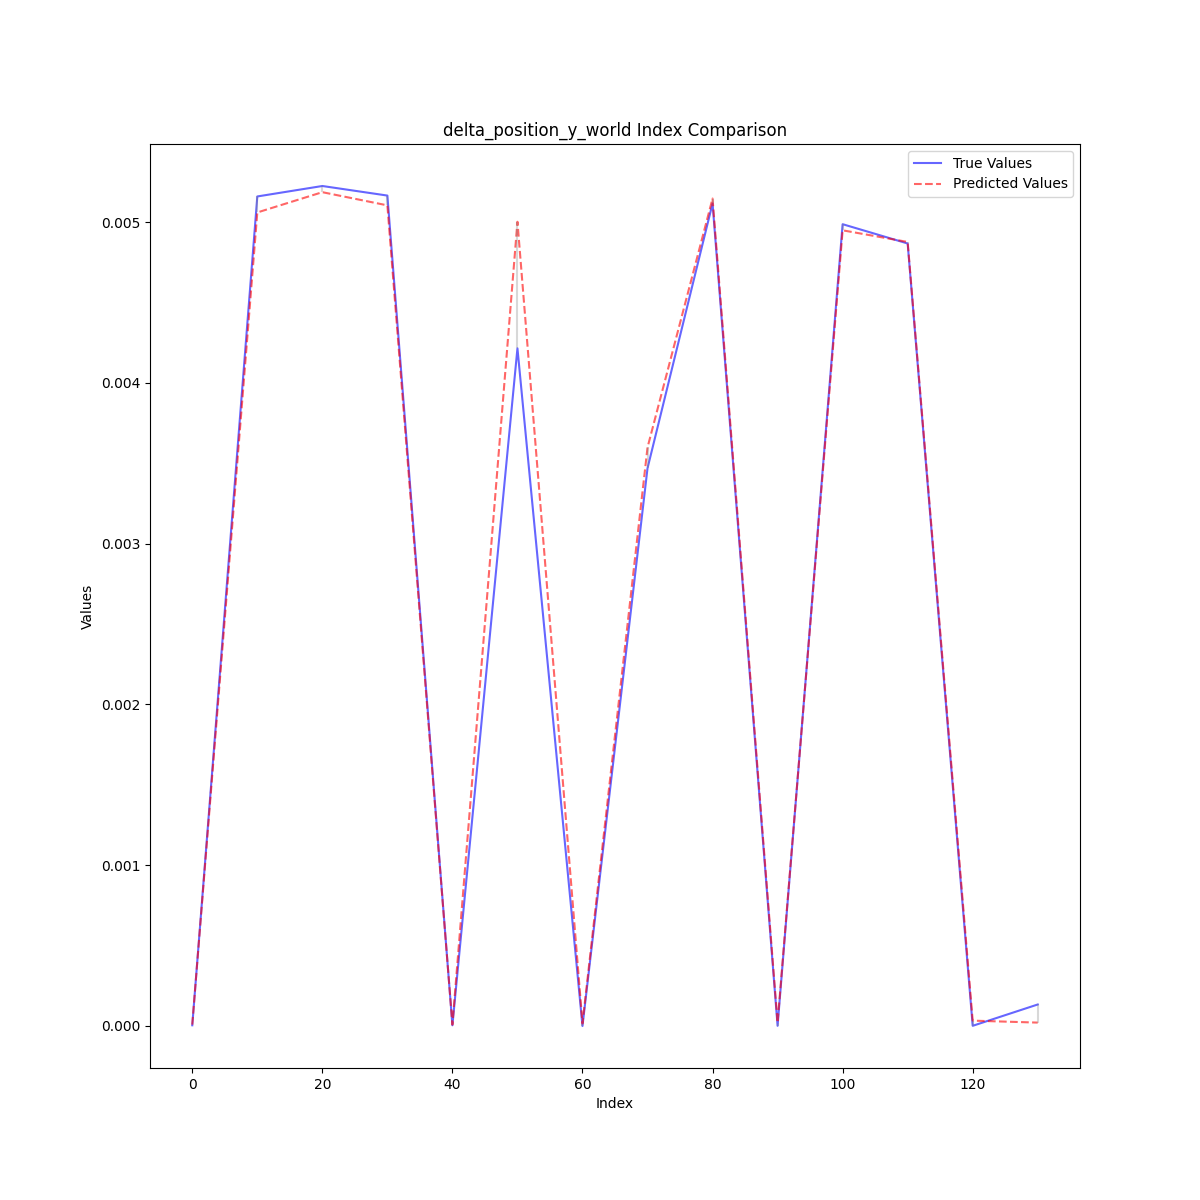 delta_position_y_world Index Comparison
True Values
Predicted Values
0.005
0.004
0.003
0.002
0.001
0.000
Values
0 20 40 60 80 100 120
Index